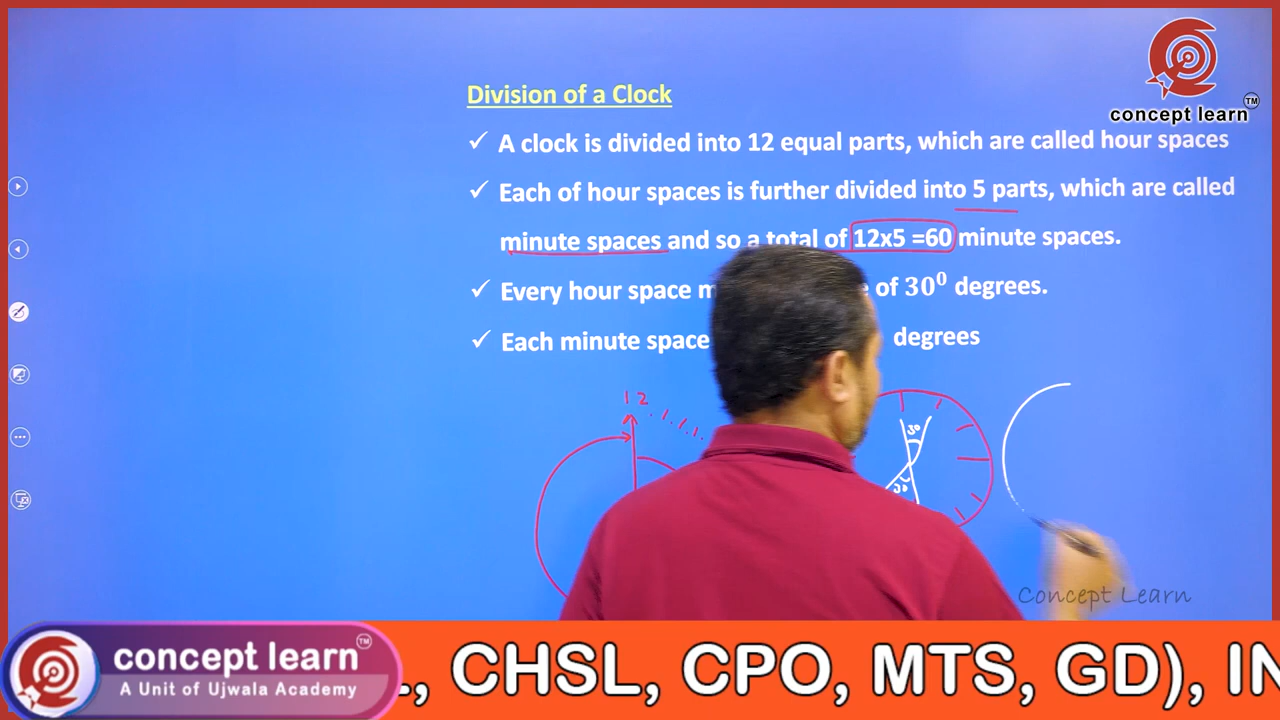 concept learn TM
Division of a Clock
✓ A clock is divided into 12 equal parts, which are called hour spaces
✓ Each of hour spaces is further divided into 5 parts, which are called
minute spaces and so a total of 12x5 =60 minute spaces.
✓ Every hour space of 30⁰ degrees.
✓ Each minute space degrees
12
30
Concept Learn
concept learn TM
A Unit of Ujwala Academy
, CHSL, CPO, MTS, GD), IN